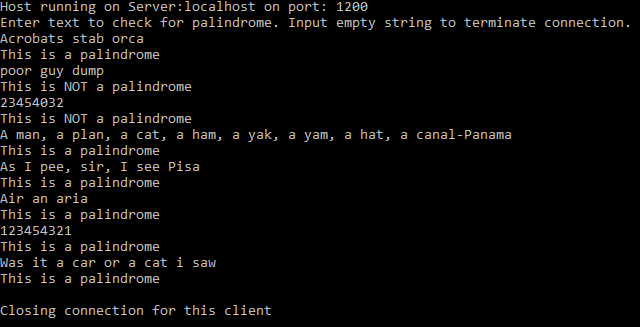 Host running on Server:localhost on port: 1200
Enter text to check for palindrome. Input empty string to terminate connection.
Acrobats stab orca
This is a palindrome
poor guy dump
This is NOT a palindrome
23454032
This is NOT a palindrome
A man, a plan, a cat, a ham, a yak, a yam, a hat, a canal-Panama
This is a palindrome
As I pee, sir, I see Pisa
This is a palindrome
Air an aria
This is a palindrome
123454321
This is a palindrome
Was it a car or a cat i saw
This is a palindrome
Closing connection for this client